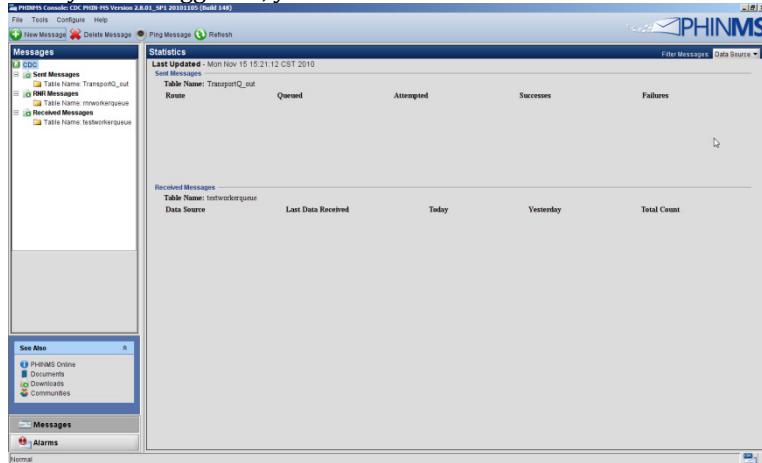 PHINMS Console: CDC PHIN-MS Version 2.8.01_SP1 20101105 (Build 148)
File Tools Configure Help
New Message Delete Message Ping Message Refresh
PHINMS
Messages
CDC
Sent Messages
Table Name: TransportQ_out
RNR Messages
Table Name: rnrworkerqueue
Received Messages
Table Name: testworkerqueue
Statistics
Filter Messages: Data Source
Last Updated - Mon Nov 15 15:21:12 CST 2010
Sent Messages
Table Name: TransportQ_out
Route Queued Attempted Successes Failures
Received Messages
Table Name: testworkerqueue
Data Source Last Data Received Today Yesterday Total Count
See Also
PHINMS Online
Documents
Downloads
Communities
Messages
Alarms
Normal